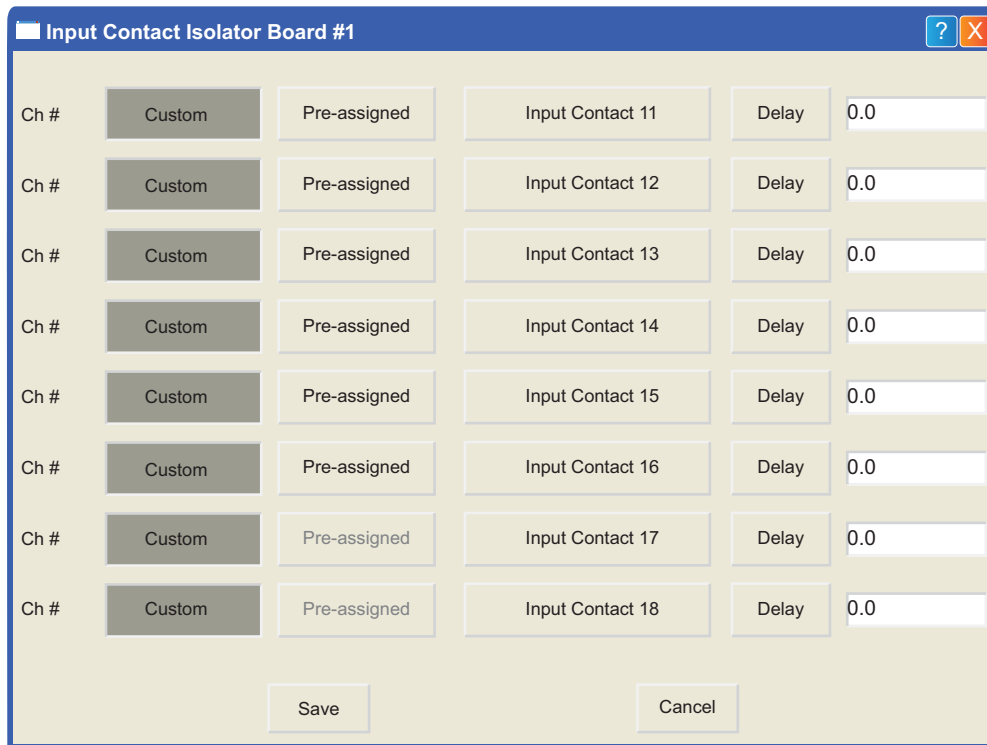 Input Contact Isolator Board #1 ? X
Ch # Custom Pre-assigned Input Contact 11 Delay 0.0
Ch # Custom Pre-assigned Input Contact 12 Delay 0.0
Ch # Custom Pre-assigned Input Contact 13 Delay 0.0
Ch # Custom Pre-assigned Input Contact 14 Delay 0.0
Ch # Custom Pre-assigned Input Contact 15 Delay 0.0
Ch # Custom Pre-assigned Input Contact 16 Delay 0.0
Ch # Custom Pre-assigned Input Contact 17 Delay 0.0
Ch # Custom Pre-assigned Input Contact 18 Delay 0.0
Save Cancel